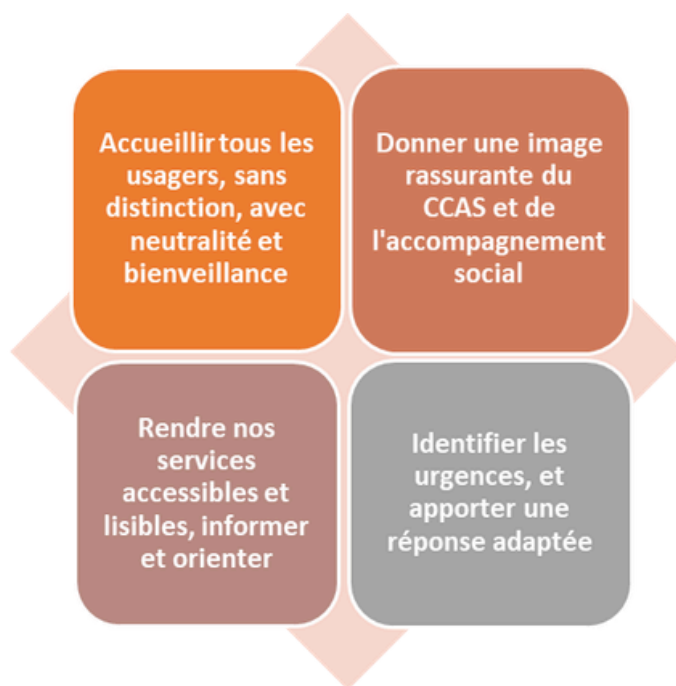 Accueillir tous les
usagers, sans
distinction, avec
neutralité et
bienveillance
Donner une image
rassurante du
CCAS et de
l'accompagnement
social
Rendre nos
services
accessibles et
lisibles, informer
et orienter
Identifier les
urgences, et
apporter une
réponse adaptée